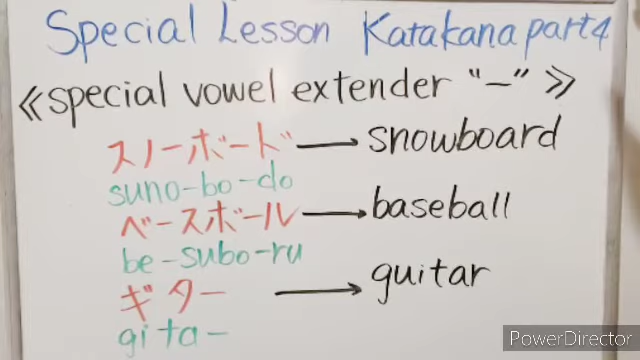 Special Lesson Katakana part4
≪special vowel extender "ー"≫
スノーボード → snowboard
suno-bo-do
ベースボール → baseball
be-subo-ru
ギター → guitar
gita-
PowerDirector